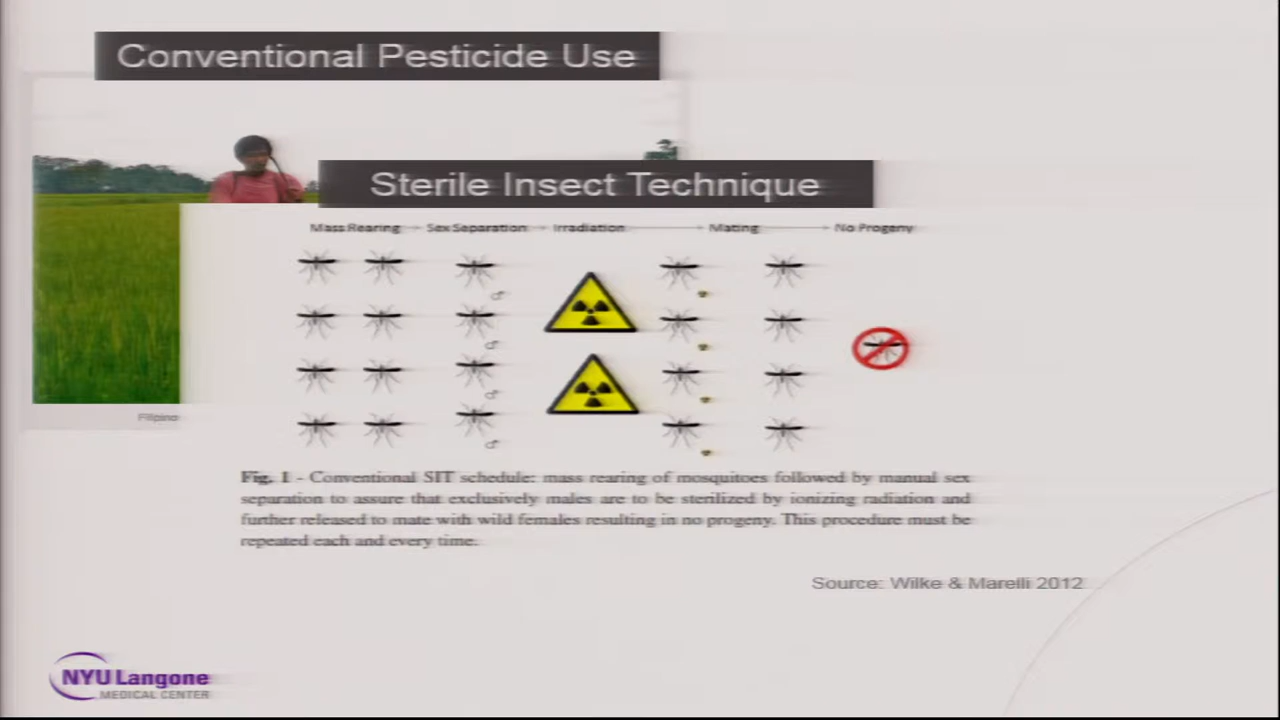 Conventional Pesticide Use
Sterile Insect Technique
Mass Rearing Sex Separation Irradiation Mating No Progeny
Filipino
Fig. 1 - Conventional SIT schedule: mass rearing of mosquitoes followed by manual sex
separation to assure that exclusively males are to be sterilized by ionizing radiation and
further released to mate with wild females resulting in no progeny. This procedure must be
repeated each and every time.
Source: Wilke & Marelli 2012
NYU Langone
MEDICAL CENTER